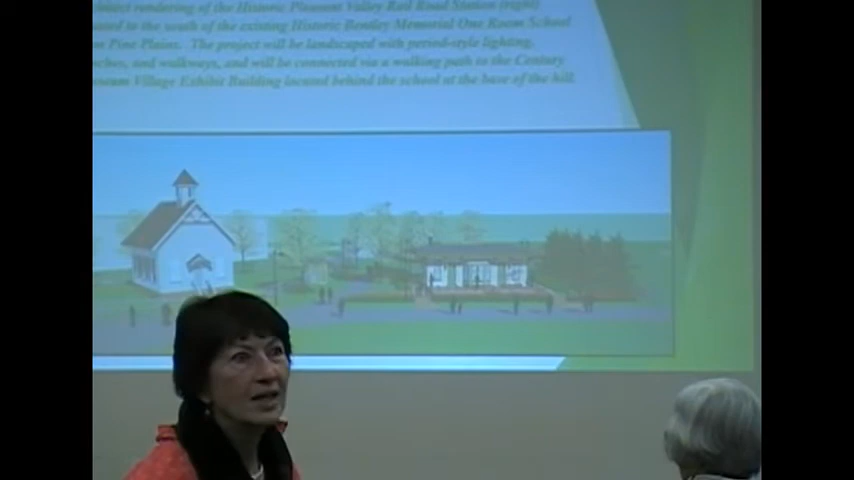 rendering of the Historic Pleasant Valley Rail Road Station (right)
to the south of the existing Historic Bentley Memorial One Room School
Pine Plains. The project will be landscaped with period-style lighting,
and walkways, and will be connected via a walking path to the Century
Village Exhibit Building located behind the school at the base of the hill.